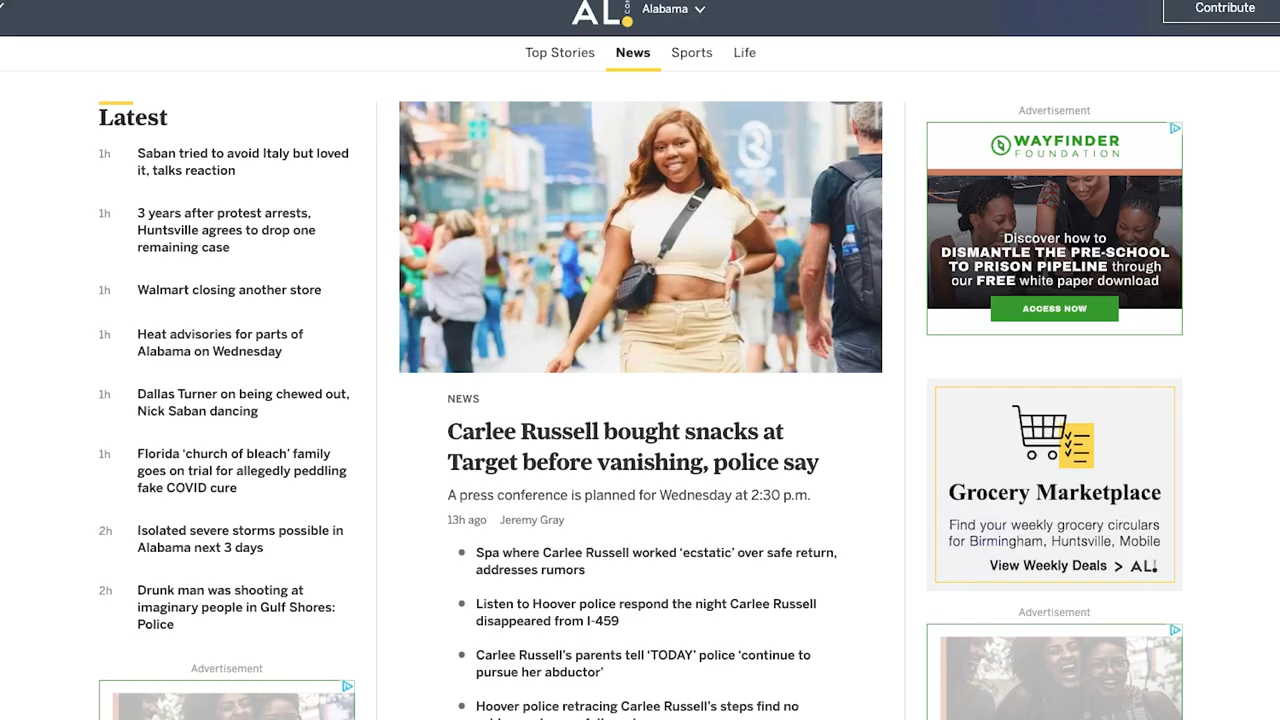 AL.
COM
Alabama
Contribute
Top Stories
News
Sports
Life
Latest
1h
Saban tried to avoid Italy but loved
it, talks reaction
1h
3 years after protest arrests,
Huntsville agrees to drop one
remaining case
1h
Walmart closing another store
1h
Heat advisories for parts of
Alabama on Wednesday
1h
Dallas Turner on being chewed out,
Nick Saban dancing
1h
Florida ‘church of bleach’ family
goes on trial for allegedly peddling
fake COVID cure
2h
Isolated severe storms possible in
Alabama next 3 days
2h
Drunk man was shooting at
imaginary people in Gulf Shores:
Police
Advertisement
NEWS
Carlee Russell bought snacks at
Target before vanishing, police say
A press conference is planned for Wednesday at 2:30 p.m.
13h ago Jeremy Gray
Spa where Carlee Russell worked ‘ecstatic’ over safe return,
addresses rumors
Listen to Hoover police respond the night Carlee Russell
disappeared from I-459
Carlee Russell’s parents tell ‘TODAY’ police ‘continue to
pursue her abductor’
Hoover police retracing Carlee Russell’s steps find no
Advertisement
WAYFINDER
FOUNDATION
Discover how to
DISMANTLE THE PRE-SCHOOL
TO PRISON PIPELINE through
our FREE white paper download
ACCESS NOW
Grocery Marketplace
Find your weekly grocery circulars
for Birmingham, Huntsville, Mobile
View Weekly Deals > AL.
Advertisement